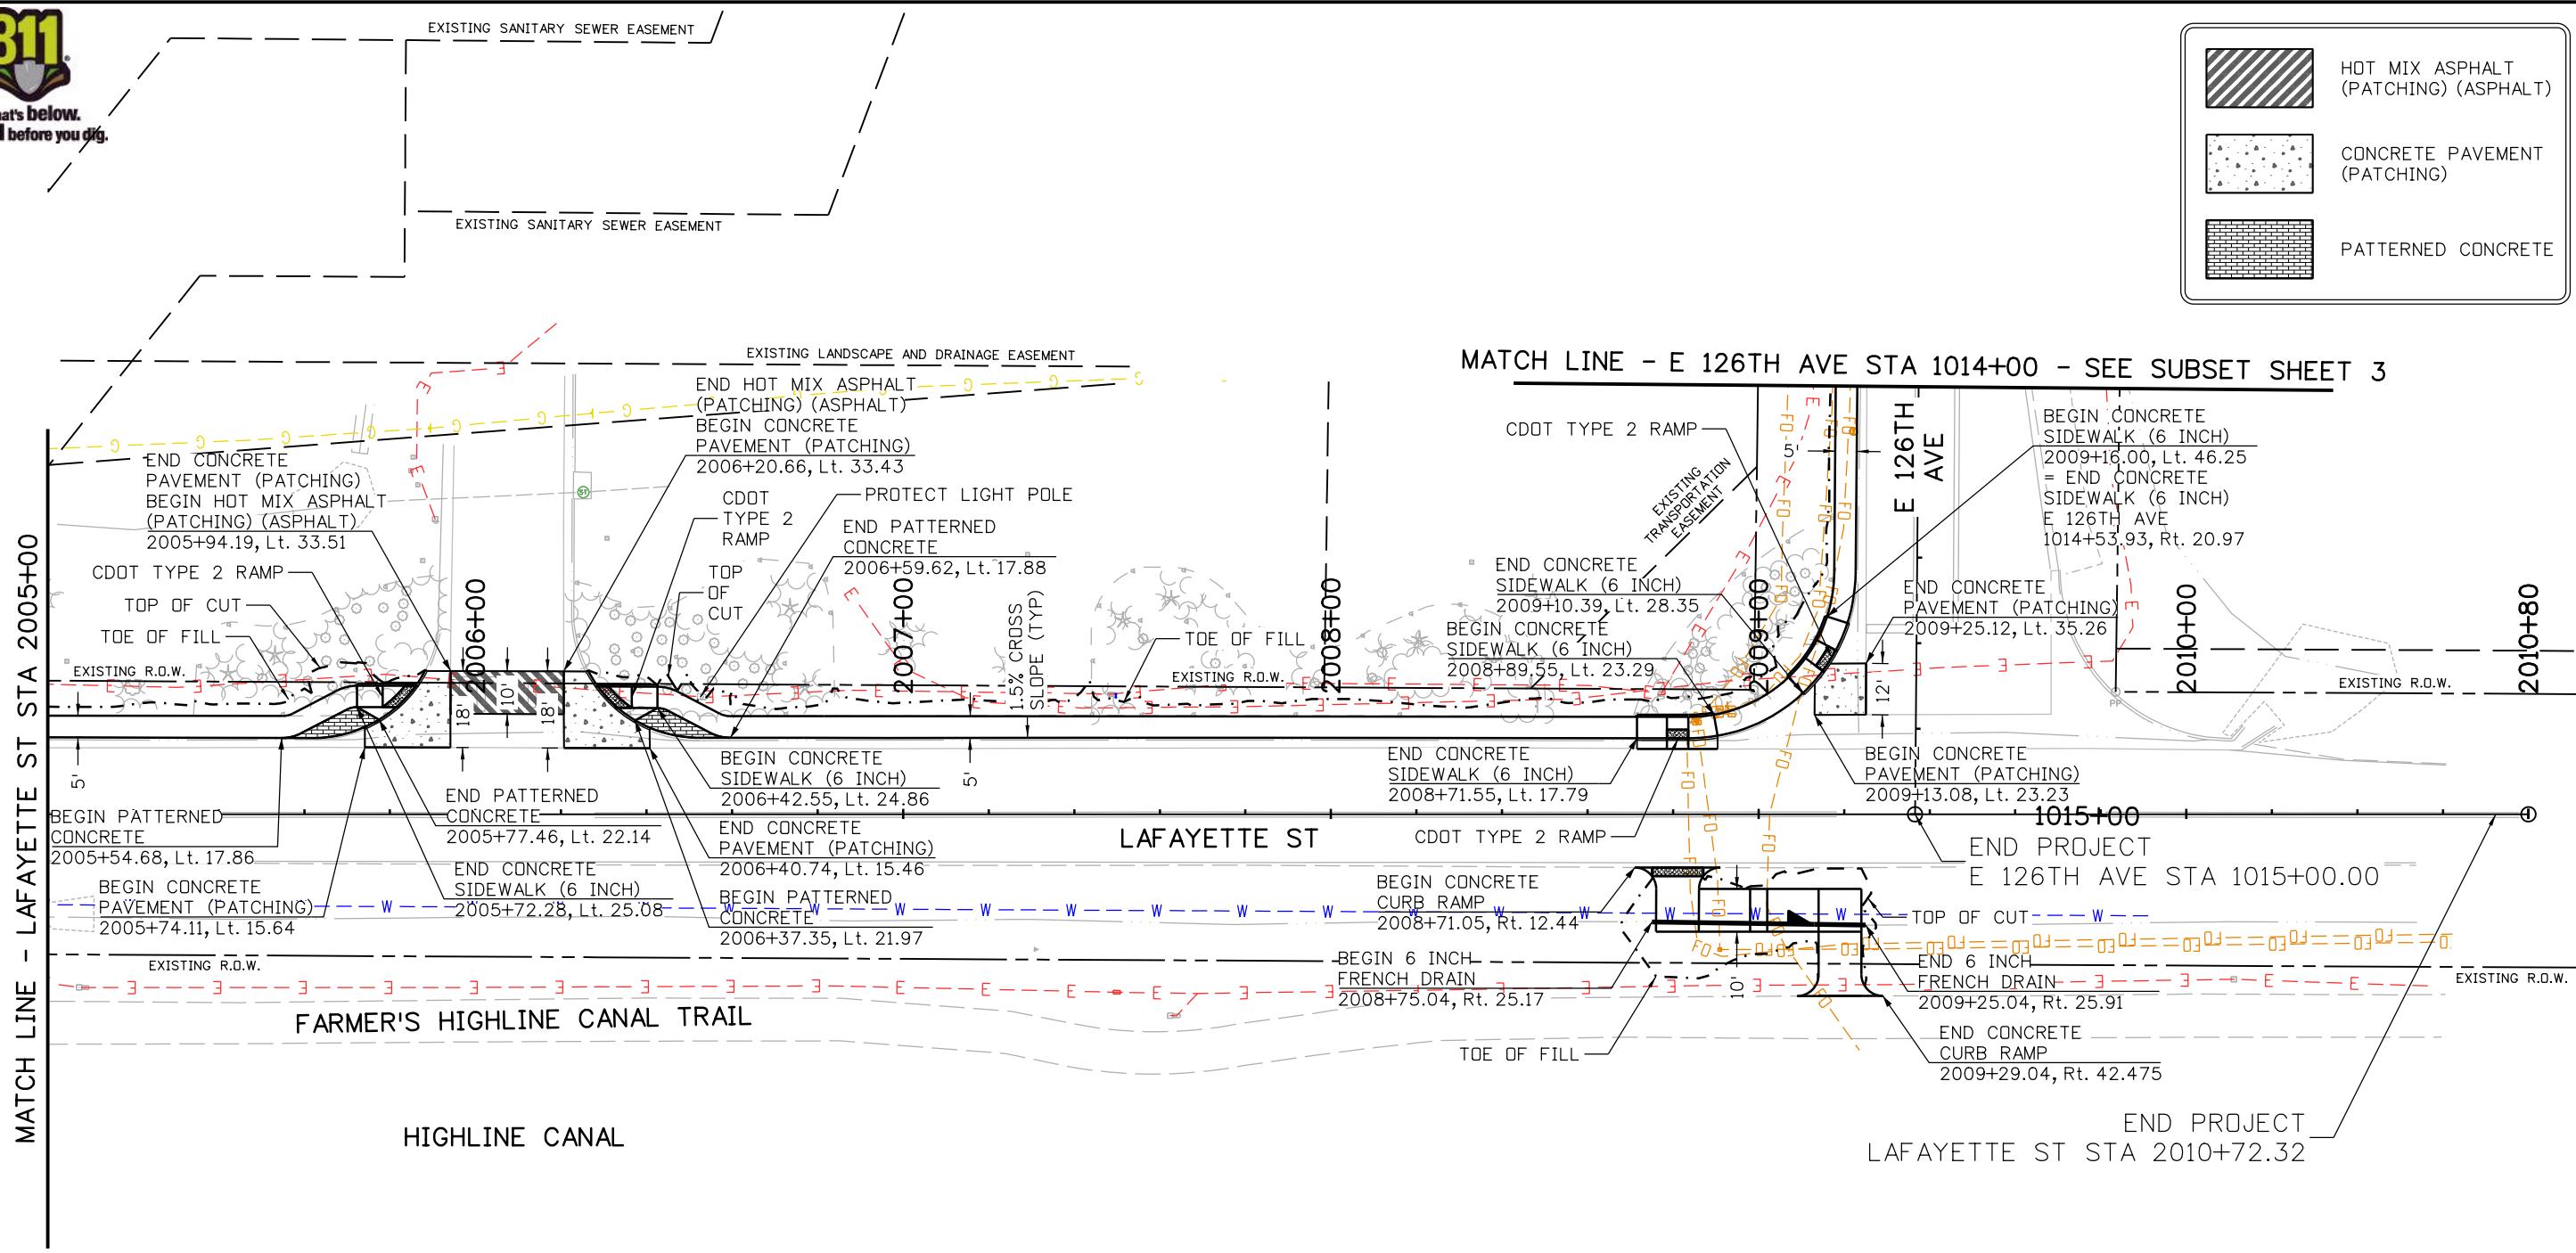 811
at's below.
before you dig.
EXISTING SANITARY SEWER EASEMENT
EXISTING SANITARY SEWER EASEMENT
HOT MIX ASPHALT
(PATCHING) (ASPHALT)
CONCRETE PAVEMENT
(PATCHING)
PATTERNED CONCRETE
EXISTING LANDSCAPE AND DRAINAGE EASEMENT
MATCH LINE - E 126TH AVE STA 1014+00 - SEE SUBSET SHEET 3
MATCH LINE - LAFAYETTE ST STA 2005+00
END CONCRETE
PAVEMENT (PATCHING)
BEGIN HOT MIX ASPHALT
(PATCHING) (ASPHALT)
2005+94.19, Lt. 33.51
CDOT TYPE 2 RAMP
TOP OF CUT
TOE OF FILL
EXISTING R.O.W.
END HOT MIX ASPHALT
(PATCHING) (ASPHALT)
BEGIN CONCRETE
PAVEMENT (PATCHING)
2006+20.66, Lt. 33.43
CDOT
TYPE 2
RAMP
PROTECT LIGHT POLE
END PATTERNED
CONCRETE
2006+59.62, Lt. 17.88
TOP
OF
CUT
ST
2006+00
2007+00
2008+00
2009+00
2010+00
2010+80
18'
10'
18'
5'
5'
1.5% CROSS
SLOPE (TYP)
TOE OF FILL
EXISTING R.O.W.
CDOT TYPE 2 RAMP
5'
EXISTING
TRANSPORTATION
EASEMENT
E 126TH
AVE
BEGIN CONCRETE
SIDEWALK (6 INCH)
2009+16.00, Lt. 46.25
= END CONCRETE
SIDEWALK (6 INCH)
E 126TH AVE
1014+53.93, Rt. 20.97
END CONCRETE
SIDEWALK (6 INCH)
2009+10.39, Lt. 28.35
BEGIN CONCRETE
SIDEWALK (6 INCH)
2008+89.55, Lt. 23.29
END CONCRETE
PAVEMENT (PATCHING)
2009+25.12, Lt. 35.26
12'
PP
EXISTING R.O.W.
BEGIN PATTERNED
CONCRETE
2005+54.68, Lt. 17.86
BEGIN CONCRETE
PAVEMENT (PATCHING)
2005+74.11, Lt. 15.64
END PATTERNED
CONCRETE
2005+77.46, Lt. 22.14
END CONCRETE
SIDEWALK (6 INCH)
2005+72.28, Lt. 25.08
BEGIN CONCRETE
SIDEWALK (6 INCH)
2006+42.55, Lt. 24.86
END CONCRETE
PAVEMENT (PATCHING)
2006+40.74, Lt. 15.46
BEGIN PATTERNED
CONCRETE
2006+37.35, Lt. 21.97
LAFAYETTE ST
END CONCRETE
SIDEWALK (6 INCH)
2008+71.55, Lt. 17.79
CDOT TYPE 2 RAMP
BEGIN CONCRETE
PAVEMENT (PATCHING)
2009+13.08, Lt. 23.23
1015+00
END PROJECT
E 126TH AVE STA 1015+00.00
BEGIN CONCRETE
CURB RAMP
2008+71.05, Rt. 12.44
TOP OF CUT
BEGIN 6 INCH
FRENCH DRAIN
2008+75.04, Rt. 25.17
10'
END 6 INCH
FRENCH DRAIN
2009+25.04, Rt. 25.91
EXISTING R.O.W.
EXISTING R.O.W.
FARMER'S HIGHLINE CANAL TRAIL
TOE OF FILL
END CONCRETE
CURB RAMP
2009+29.04, Rt. 42.475
HIGHLINE CANAL
END PROJECT
LAFAYETTE ST STA 2010+72.32